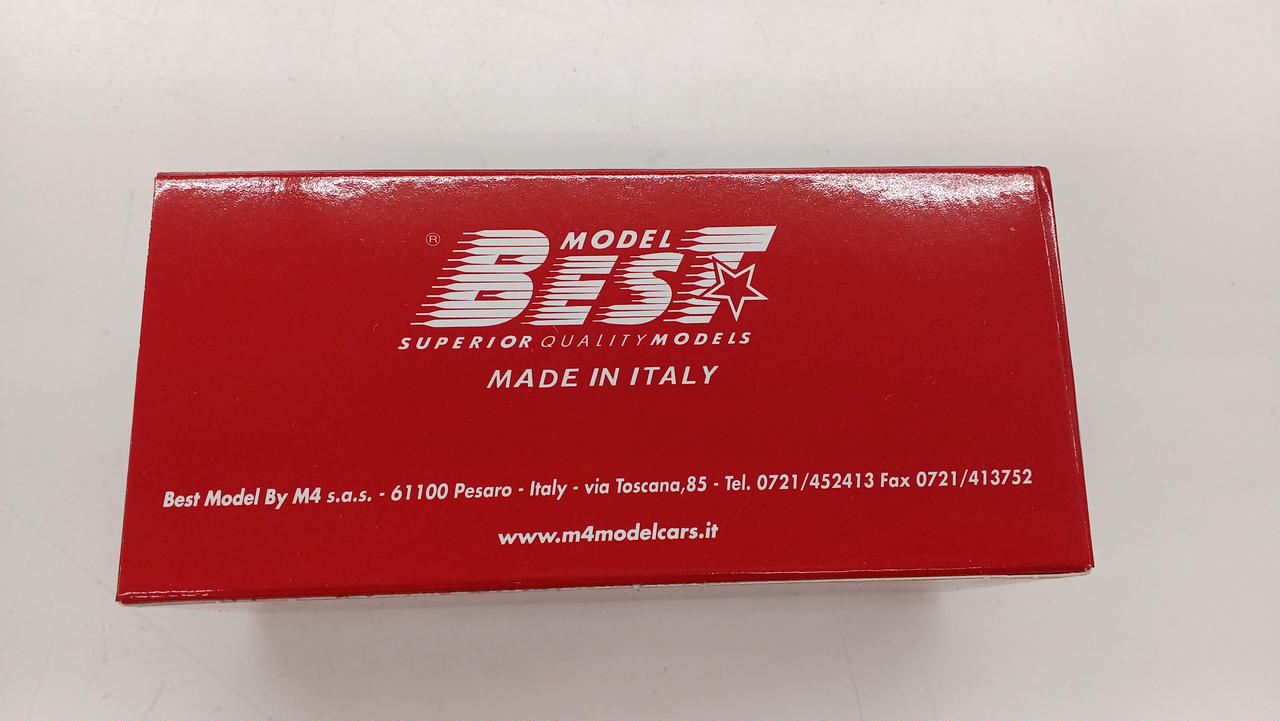 ®
MODEL
BEST
SUPERIOR QUALITY MODELS
MADE IN ITALY
Best Model By M4 s.a.s. - 61100 Pesaro - Italy - via Toscana,85 - Tel. 0721/452413 Fax 0721/413752
www.m4modelcars.it